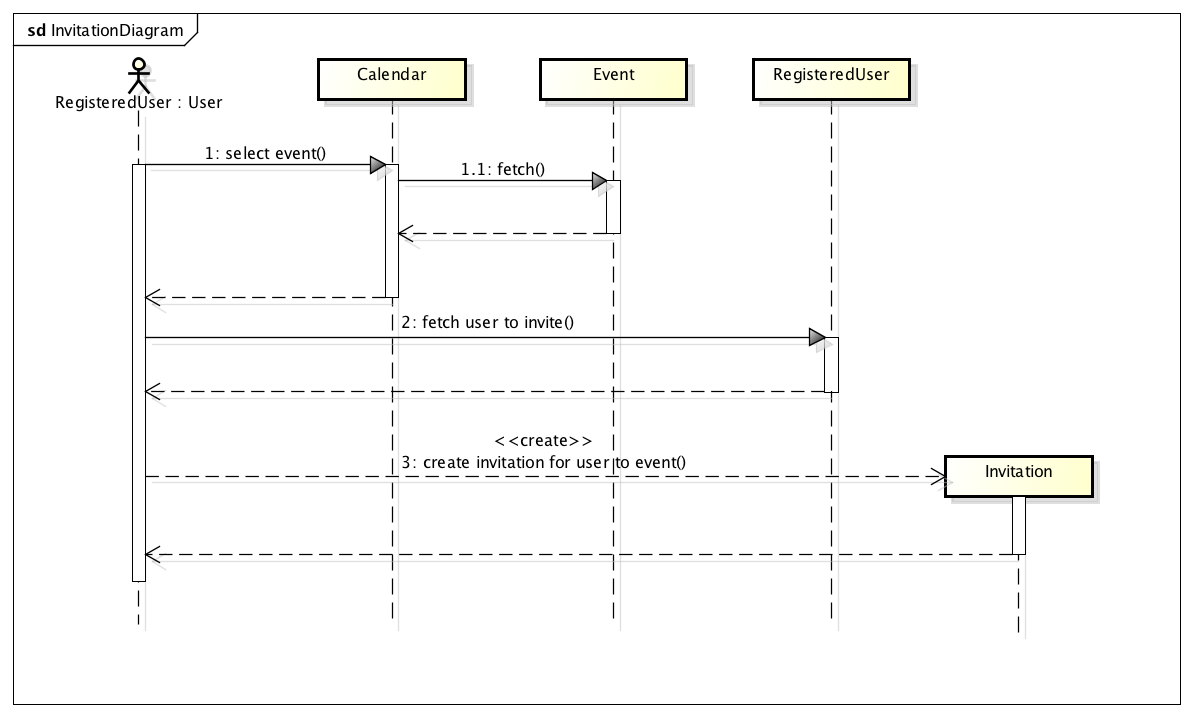 sd InvitationDiagram
RegisteredUser : User
Calendar
Event
RegisteredUser
1: select event()
1.1: fetch()
2: fetch user to invite()
<<create>>
3: create invitation for user to event()
Invitation